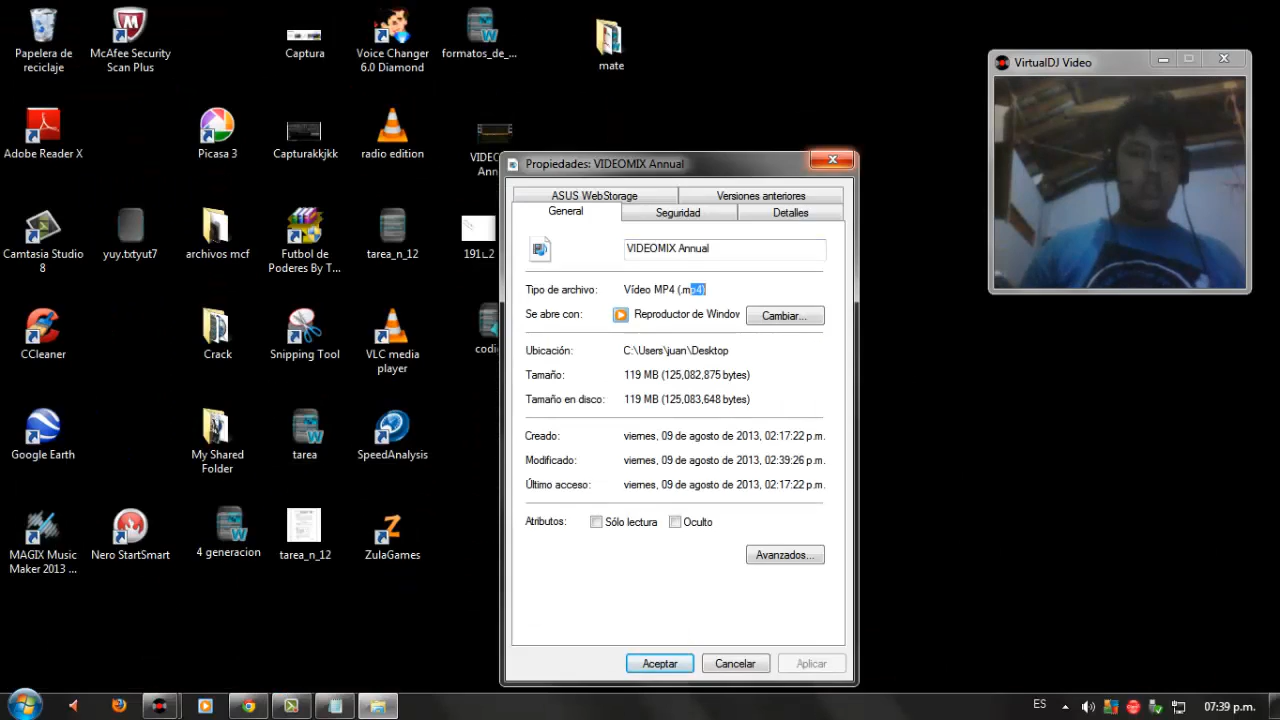 Papelera de
reciclaje
McAfee Security
Scan Plus
Captura
Voice Changer
6.0 Diamond
formatos_de_...
mate
VirtualDJ Video
Adobe Reader X
Picasa 3
Capturakkjkk
radio edition
VIDEO
Ann
Camtasia Studio
8
yuy.txtyut7
archivos mcf
Futbol de
Poderes By T...
tarea_n_12
CCleaner
Crack
Snipping Tool
VLC media
player
codi
Google Earth
My Shared
Folder
tarea
SpeedAnalysis
MAGIX Music
Maker 2013 ...
Nero StartSmart
4 generacion
tarea_n_12
ZulaGames
Propiedades: VIDEOMIX Annual
ASUS WebStorage
Versiones anteriores
General
Seguridad
Detalles
VIDEOMIX Annual
Tipo de archivo: Vídeo MP4 (.mp4)
Se abre con: Reproductor de Window Cambiar...
Ubicación: C:\Users\juan\Desktop
Tamaño: 119 MB (125,082,875 bytes)
Tamaño en disco: 119 MB (125,083,648 bytes)
Creado: viernes, 09 de agosto de 2013, 02:17:22 p.m.
Modificado: viernes, 09 de agosto de 2013, 02:39:26 p.m.
Último acceso: viernes, 09 de agosto de 2013, 02:17:22 p.m.
Atributos: Sólo lectura Oculto
Avanzados...
Aceptar Cancelar Aplicar
ES 07:39 p.m.